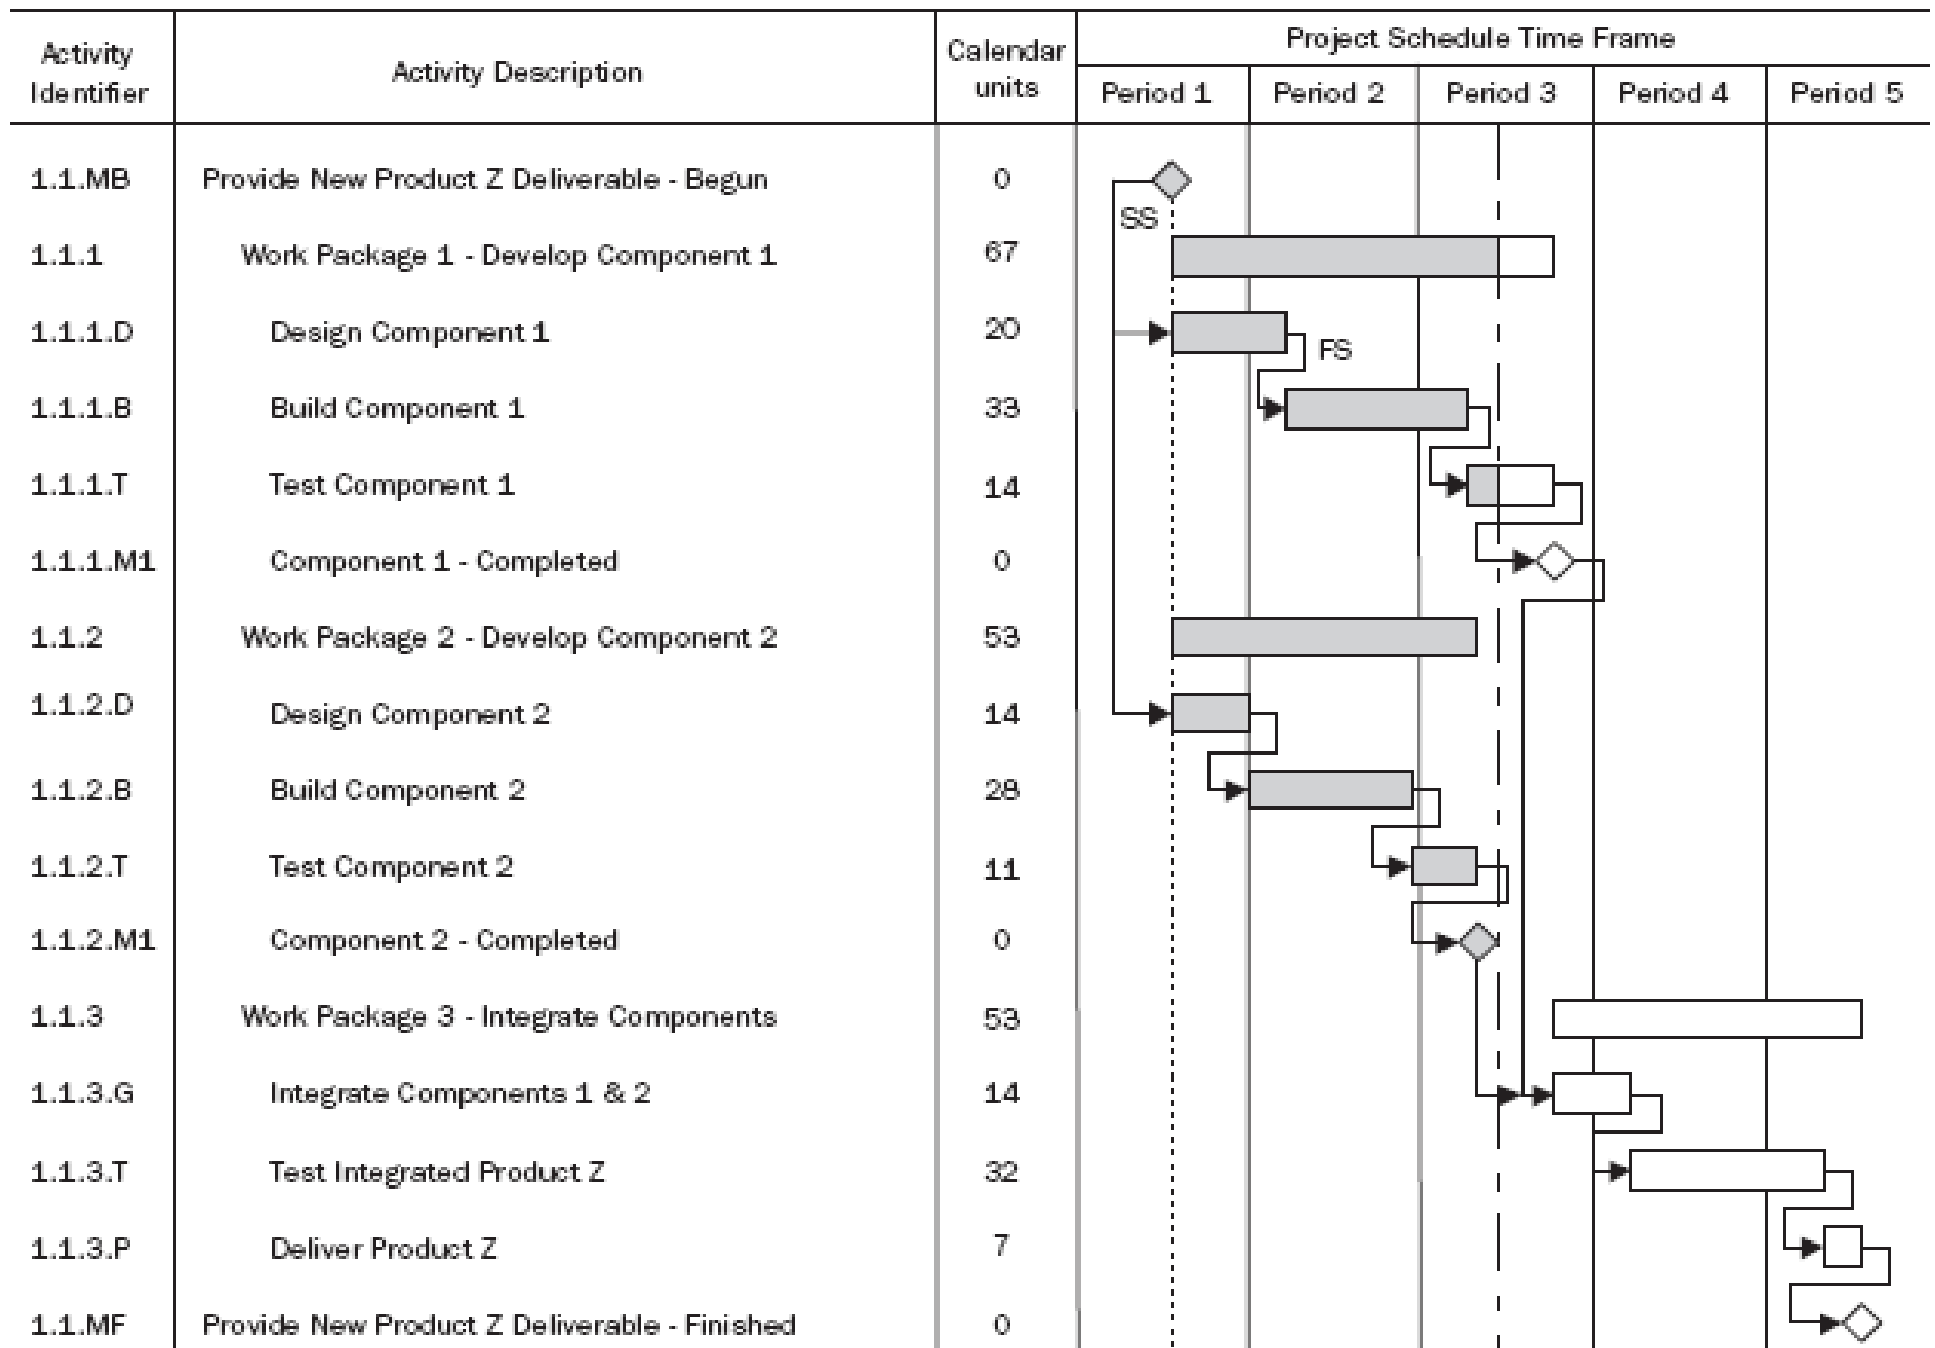 Project Schedule Time Frame
Activity Identifier Activity Description Calendar units Period 1 Period 2 Period 3 Period 4 Period 5
1.1.MB Provide New Product Z Deliverable - Begun 0
SS
1.1.1 Work Package 1 - Develop Component 1 67
1.1.1.D Design Component 1 20
FS
1.1.1.B Build Component 1 33
1.1.1.T Test Component 1 14
1.1.1.M1 Component 1 - Completed 0
1.1.2 Work Package 2 - Develop Component 2 53
1.1.2.D Design Component 2 14
1.1.2.B Build Component 2 28
1.1.2.T Test Component 2 11
1.1.2.M1 Component 2 - Completed 0
1.1.3 Work Package 3 - Integrate Components 53
1.1.3.G Integrate Components 1 & 2 14
1.1.3.T Test Integrated Product Z 32
1.1.3.P Deliver Product Z 7
1.1.MF Provide New Product Z Deliverable - Finished 0